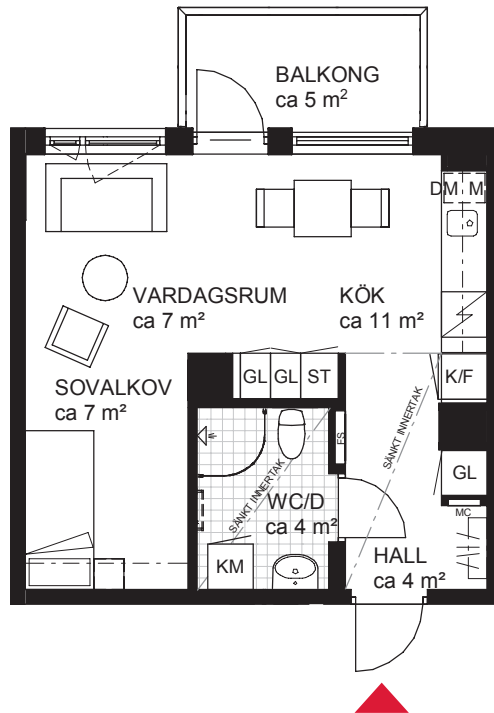 BALKONG
ca 5 m²
DM M
VARDAGSRUM
ca 7 m²
KÖK
ca 11 m²
GL GL ST
K/F
SOVALKOV
ca 7 m²
SÄNKT INNERTAK
ES
SÄNKT INNERTAK
GL
WC/D
ca 4 m²
MC
KM
HALL
ca 4 m²